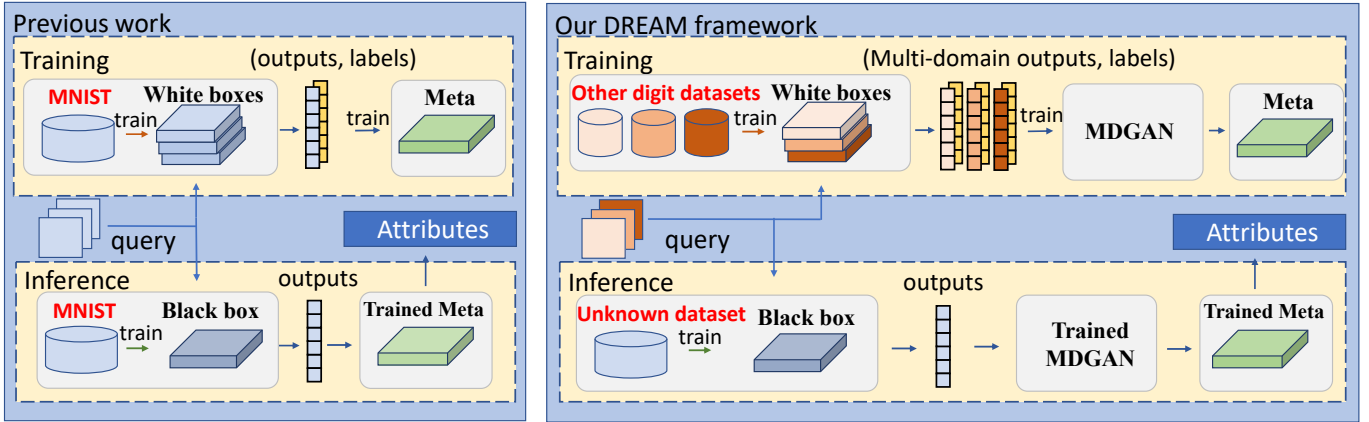 Previous work
Training
(outputs, labels)
MNIST
White boxes
train
train
Meta
query
Attributes
Inference
outputs
MNIST
Black box
train
Trained Meta
Our DREAM framework
Training
(Multi-domain outputs, labels)
Other digit datasets
White boxes
train
train
MDGAN
Meta
query
Attributes
Inference
outputs
Unknown dataset
Black box
train
Trained
MDGAN
Trained Meta